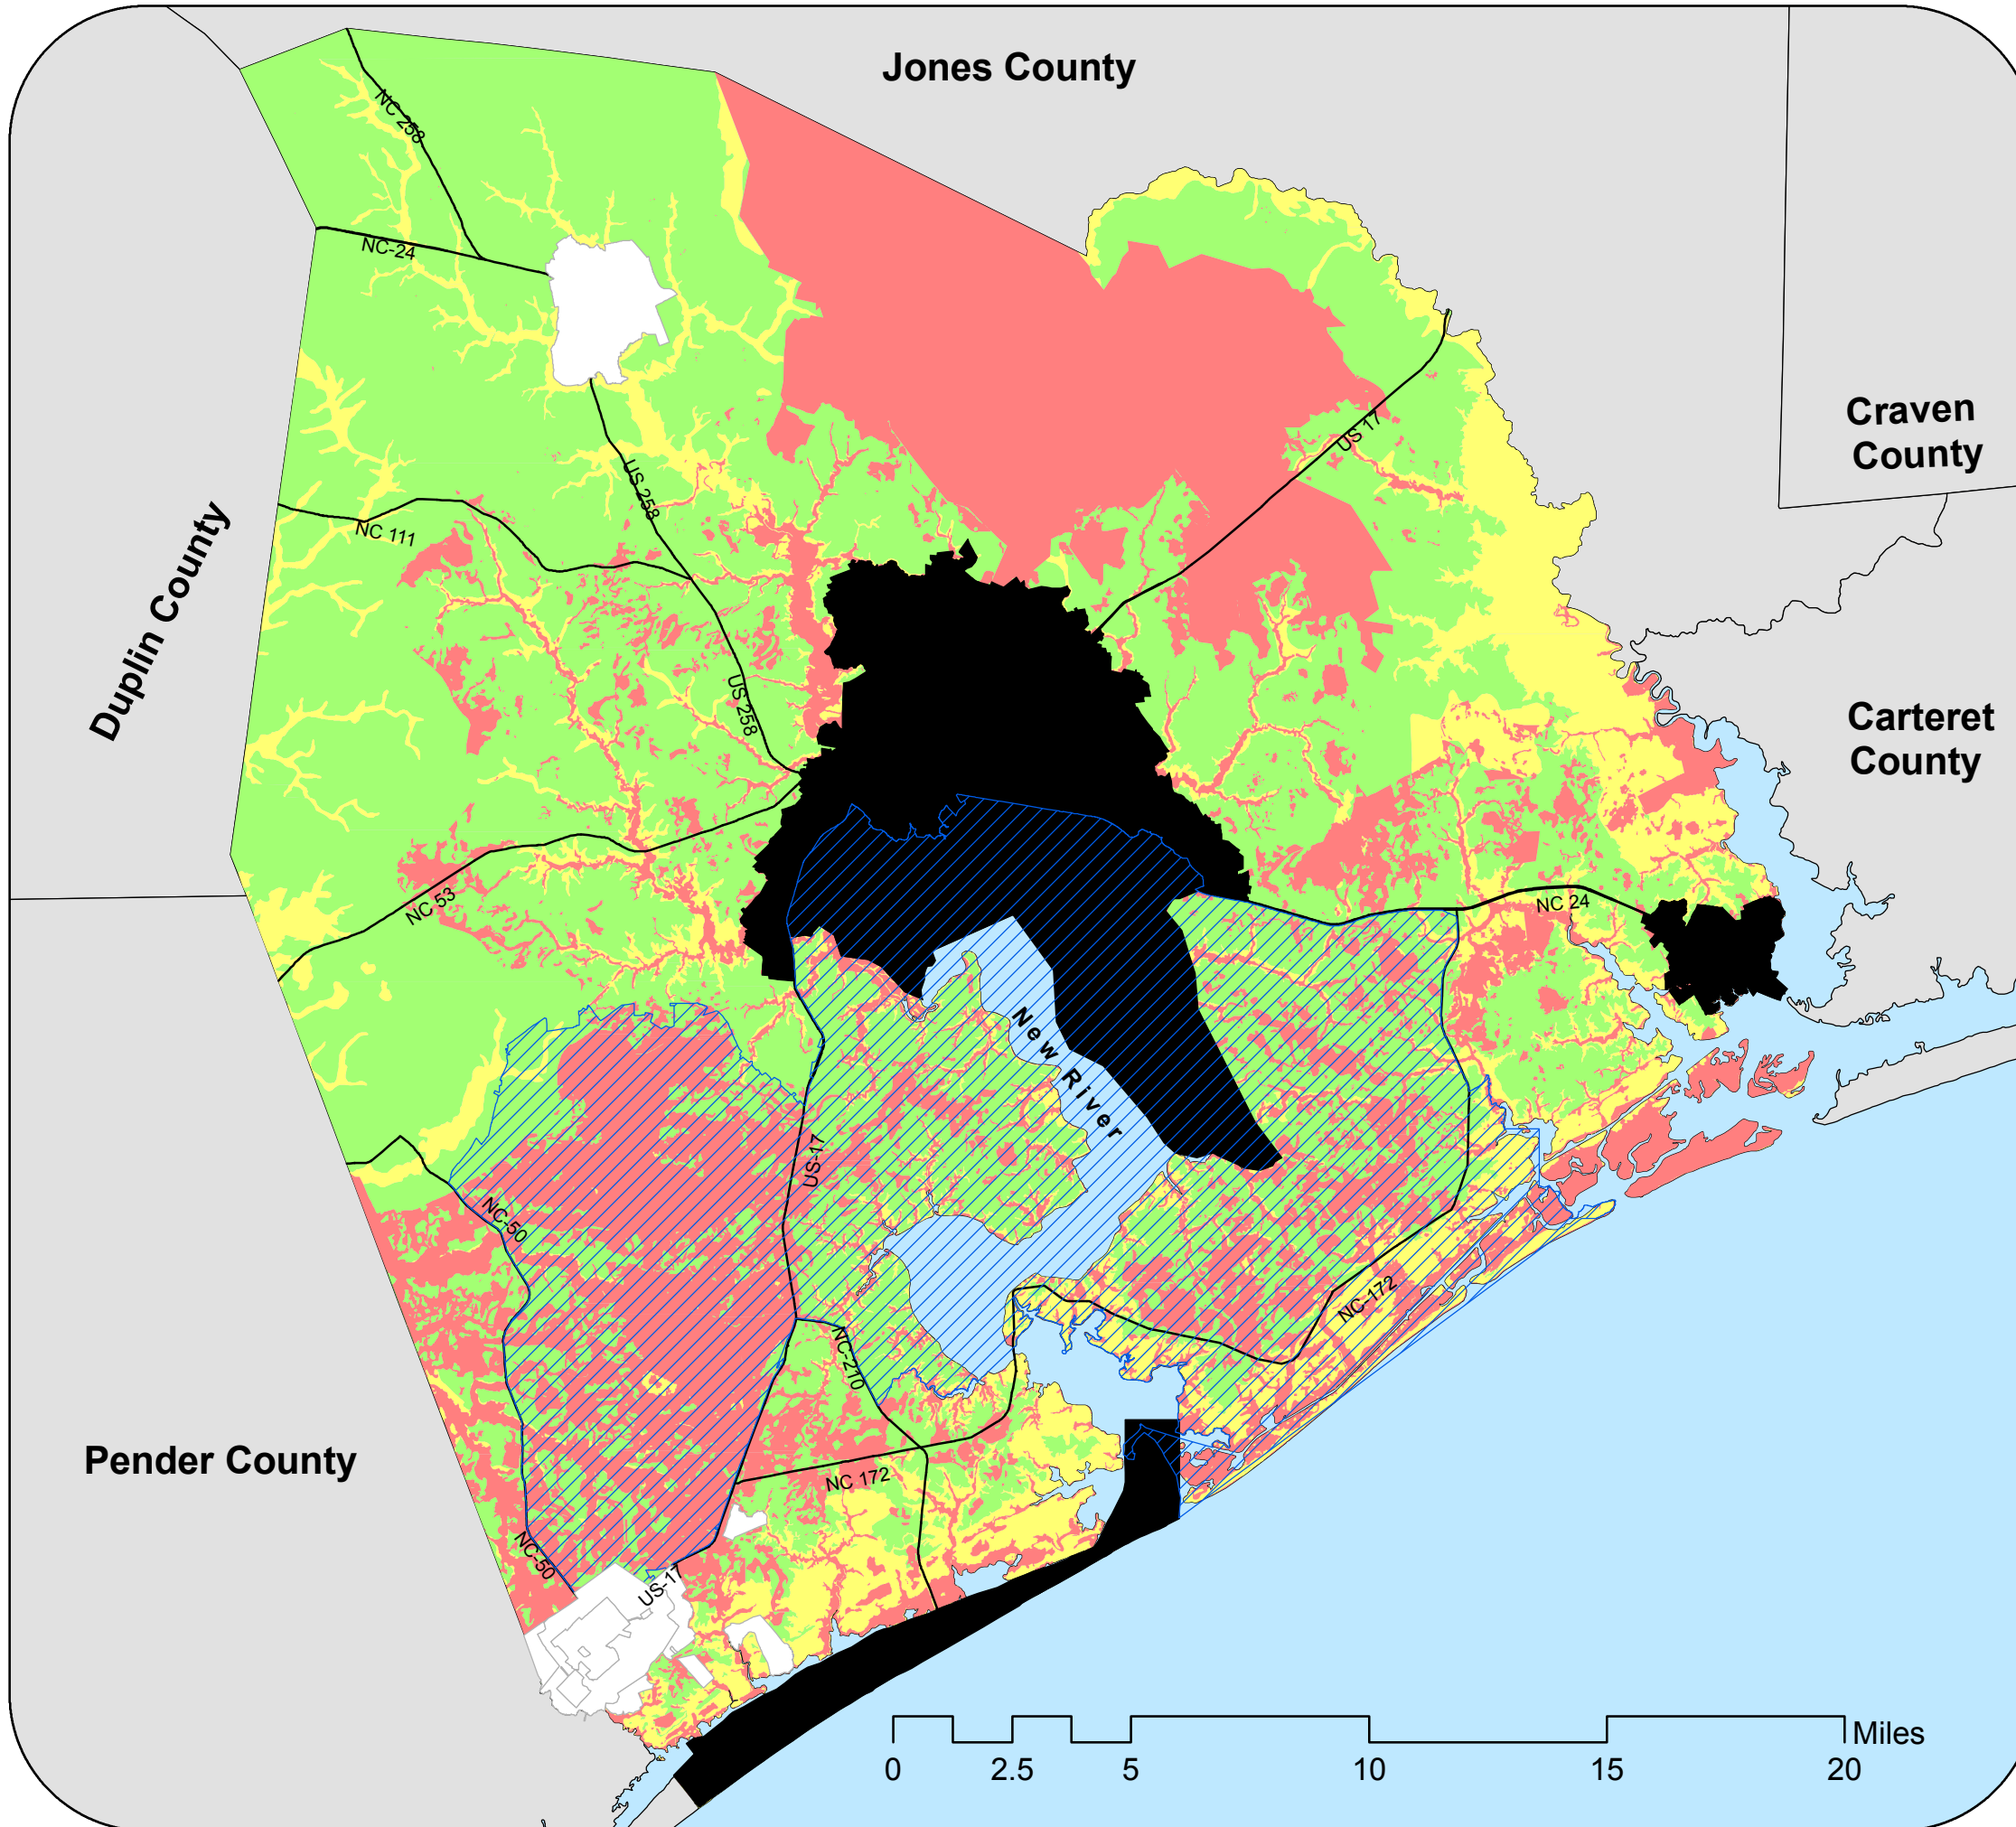 Jones County
NC 258
NC-24
Craven
County
US 17
US 258
NC 111
Duplin County
US 258
Carteret
County
NC 53
NC 24
New River
US-17
NC-50
NC-172
NC-210
Pender County
NC 172
NC-50
US-17
Miles
0 2.5 5 10 15 20